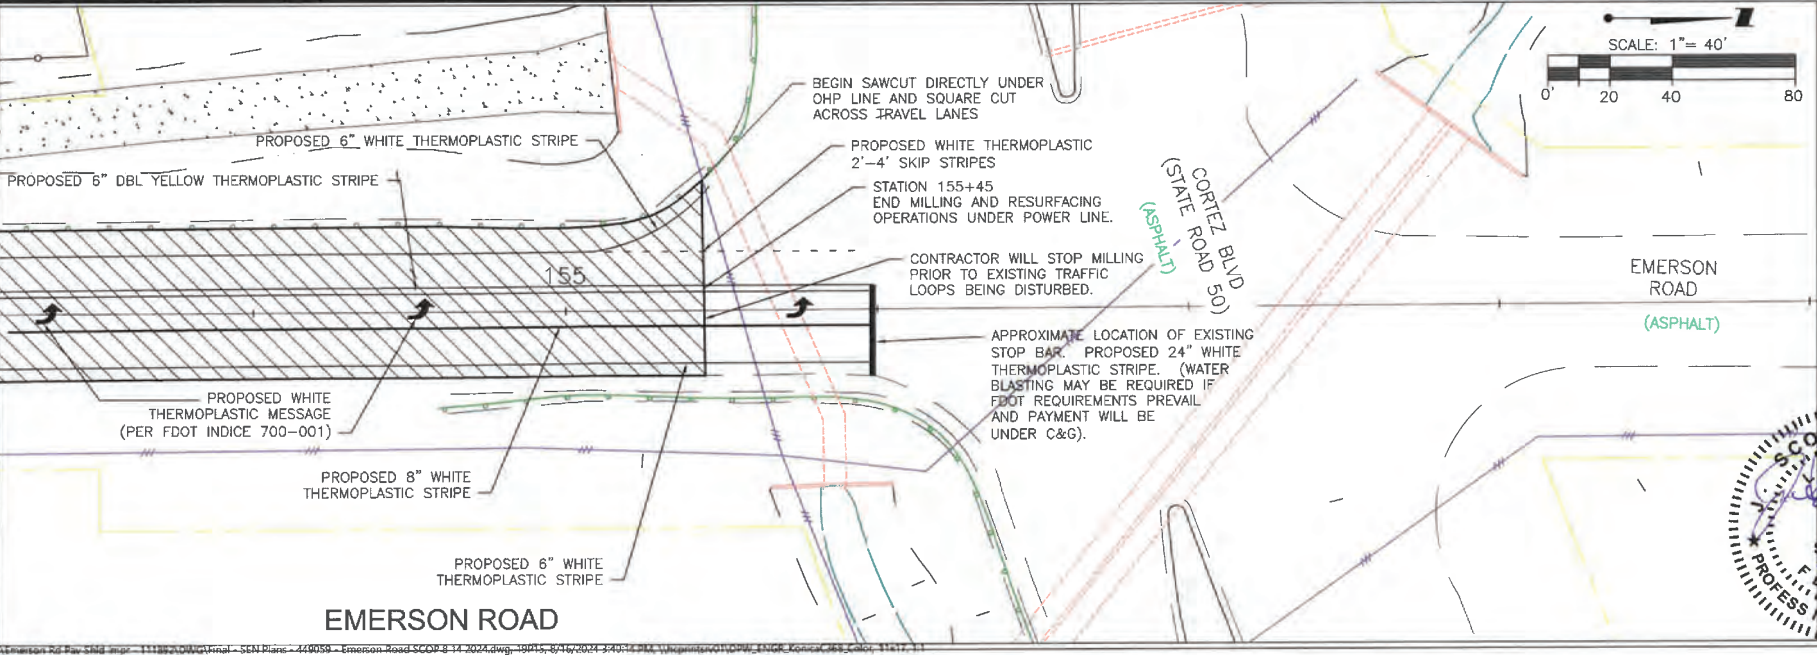 SCALE: 1"= 40'
0'
20
40
80
BEGIN SAWCUT DIRECTLY UNDER
OHP LINE AND SQUARE CUT
ACROSS TRAVEL LANES
PROPOSED 6" WHITE THERMOPLASTIC STRIPE
PROPOSED WHITE THERMOPLASTIC
2'-4' SKIP STRIPES
PROPOSED 6" DBL YELLOW THERMOPLASTIC STRIPE
STATION 155+45
END MILLING AND RESURFACING
OPERATIONS UNDER POWER LINE.
CORTEZ BLVD
(STATE ROAD 50)
(ASPHALT)
155
CONTRACTOR WILL STOP MILLING
PRIOR TO EXISTING TRAFFIC
LOOPS BEING DISTURBED.
EMERSON
ROAD
(ASPHALT)
APPROXIMATE LOCATION OF EXISTING
STOP BAR. PROPOSED 24" WHITE
THERMOPLASTIC STRIPE. (WATER
BLASTING MAY BE REQUIRED IF
FDOT REQUIREMENTS PREVAIL
AND PAYMENT WILL BE
UNDER C&G).
PROPOSED WHITE
THERMOPLASTIC MESSAGE
(PER FDOT INDICE 700-001)
PROPOSED 8" WHITE
THERMOPLASTIC STRIPE
PROPOSED 6" WHITE
THERMOPLASTIC STRIPE
EMERSON ROAD
J. SCO
PROFESS